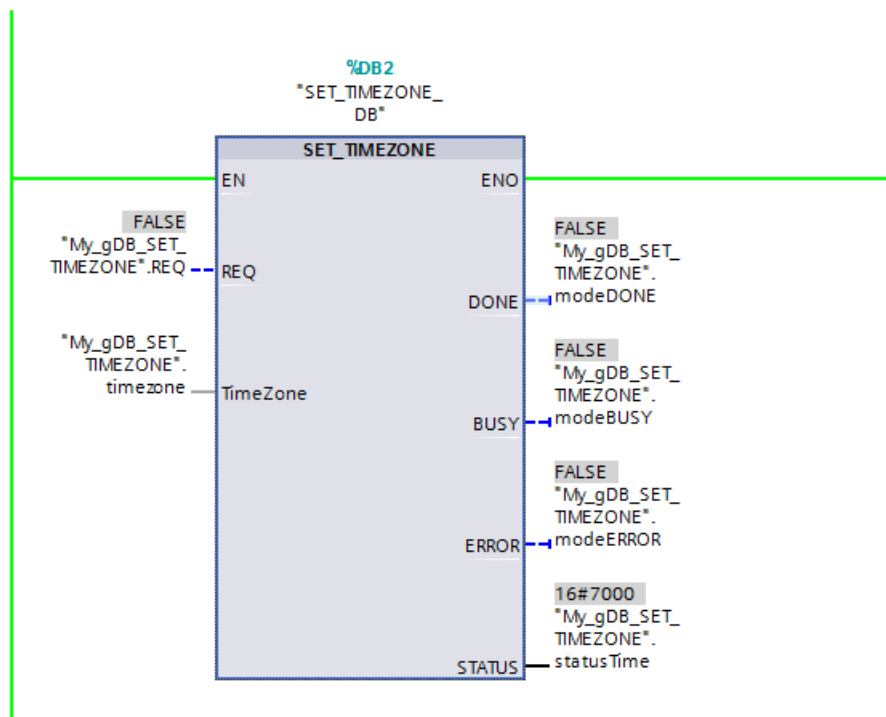 %DB2
"SET_TIMEZONE_
DB"
SET_TIMEZONE
EN
ENO
FALSE
"My_gDB_SET_
TIMEZONE".REQ
REQ
FALSE
"My_gDB_SET_
TIMEZONE".
modeDONE
DONE
"My_gDB_SET_
TIMEZONE".
timezone
TimeZone
FALSE
"My_gDB_SET_
TIMEZONE".
modeBUSY
BUSY
FALSE
"My_gDB_SET_
TIMEZONE".
modeERROR
ERROR
16#7000
"My_gDB_SET_
TIMEZONE".
statusTime
STATUS